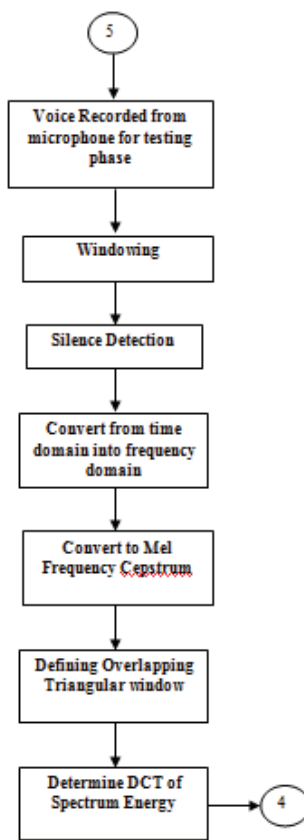 5
Voice Recorded from
microphone for testing
phase
Windowing
Silence Detection
Convert from time
domain into frequency
domain
Convert to Mel
Frequency Cepstrum
Defining Overlapping
Triangular window
Determine DCT of
Spectrum Energy
4